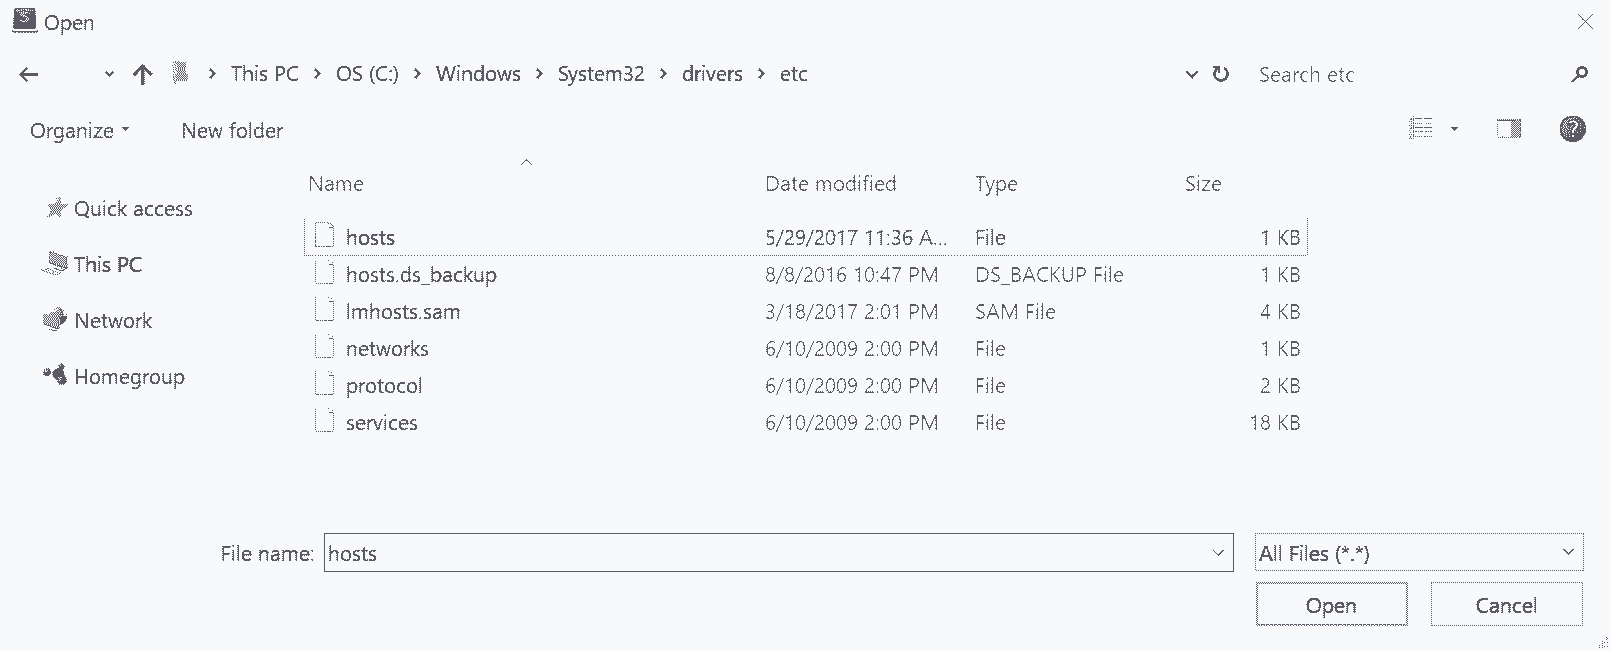 Open
This PC > OS (C:) > Windows > System32 > drivers > etc
Search etc
Organize
New folder
Name
Date modified
Type
Size
Quick access
This PC
Network
Homegroup
hosts 5/29/2017 11:36 A... File 1 KB
hosts.ds_backup 8/8/2016 10:47 PM DS_BACKUP File 1 KB
lmhosts.sam 3/18/2017 2:01 PM SAM File 4 KB
networks 6/10/2009 2:00 PM File 1 KB
protocol 6/10/2009 2:00 PM File 2 KB
services 6/10/2009 2:00 PM File 18 KB
File name: hosts
All Files (*.*)
Open
Cancel